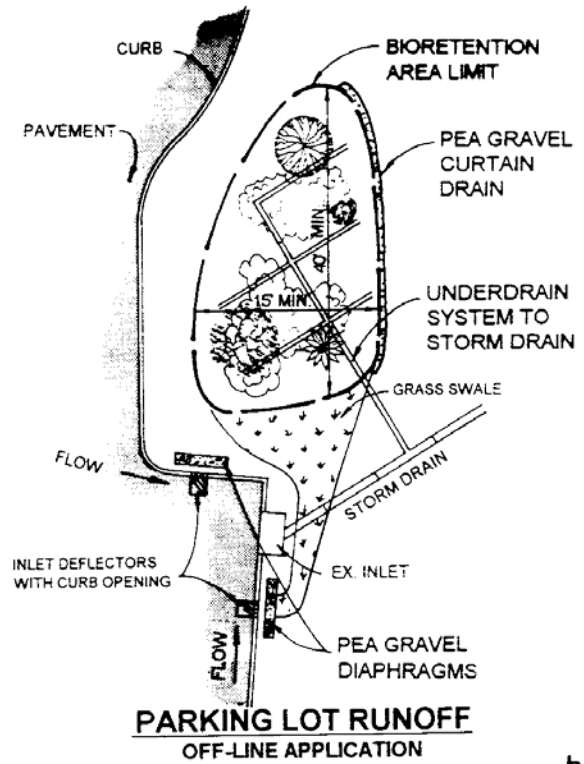 CURB
BIORETENTION
AREA LIMIT
PAVEMENT
PEA GRAVEL
CURTAIN
DRAIN
40' MIN
15' MIN
UNDERDRAIN
SYSTEM TO
STORM DRAIN
GRASS SWALE
FLOW
STORM DRAIN
INLET DEFLECTORS
WITH CURB OPENING
EX. INLET
FLOW
PEA GRAVEL
DIAPHRAGMS
PARKING LOT RUNOFF
OFF-LINE APPLICATION